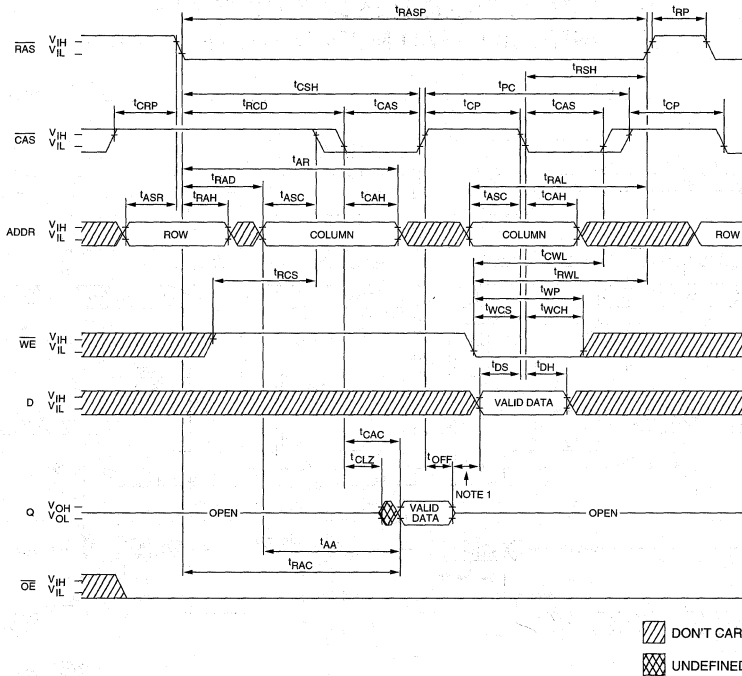 tRASP
tRP
RAS VIH
VIL
tRSH
tCSH
tPC
tCRP
tRCD
tCAS
tCP
tCAS
tCP
CAS VIH
VIL
tAR
tRAD
tRAL
tASR
tRAH
tASC
tCAH
tASC
tCAH
ADDR VIH
VIL
ROW
COLUMN
COLUMN
ROW
tCWL
tRCS
tRWL
tWP
tWCS
tWCH
WE VIH
VIL
tDS
tDH
D VIH
VIL
VALID DATA
tCAC
tCLZ
tOFF
NOTE 1
Q VOH
VOL
OPEN
VALID
DATA
OPEN
tAA
tRAC
OE VIH
VIL
DON'T CAR
UNDEFINED